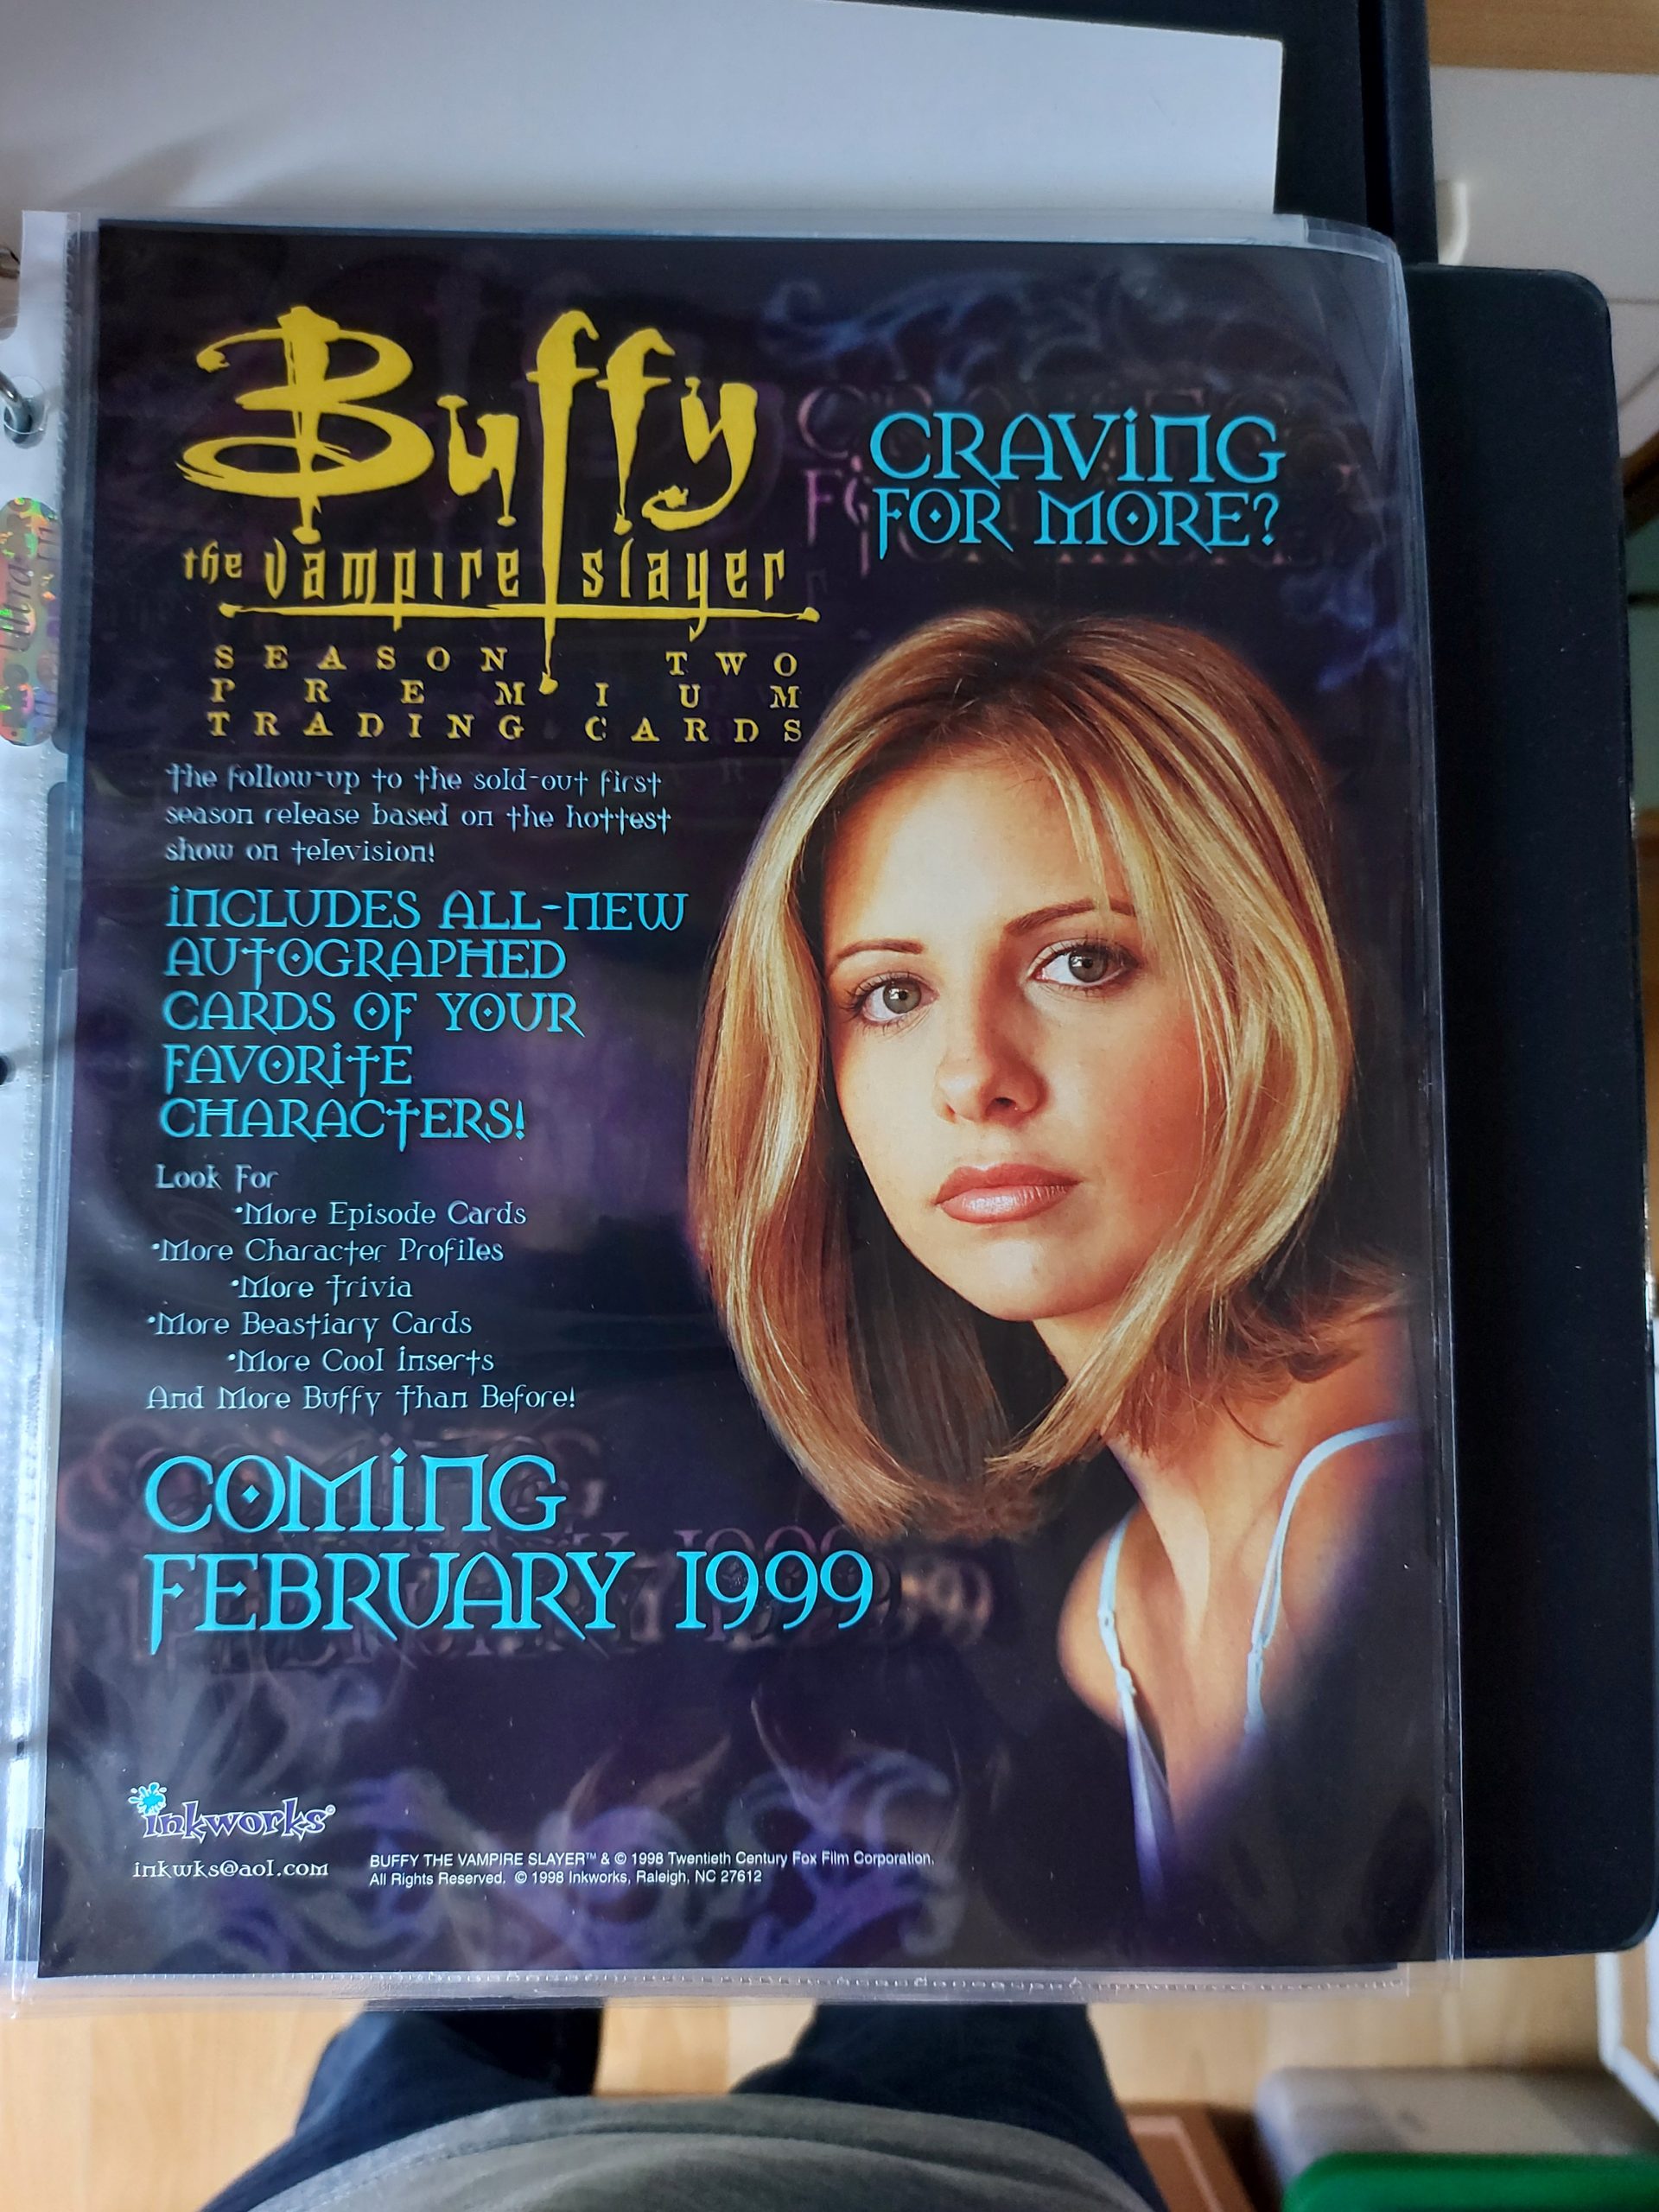 Buffy
the vampire slayer
SEASON TWO
PREMIUM
TRADING CARDS
CRAVING
FOR MORE?
The follow-up to the sold-out first
season release based on the hottest
show on television!
INCLUDES ALL-NEW
AUTOGRAPHED
CARDS OF YOUR
FAVORITE
CHARACTERS!
Look For
•More Episode Cards
•More Character Profiles
•More Trivia
•More Beastiary Cards
•More Cool Inserts
And More Buffy Than Before!
COMING
FEBRUARY 1999
inkworks®
inkwks@aol.com
BUFFY THE VAMPIRE SLAYER™ & © 1998 Twentieth Century Fox Film Corporation.
All Rights Reserved. © 1998 Inkworks, Raleigh, NC 27612